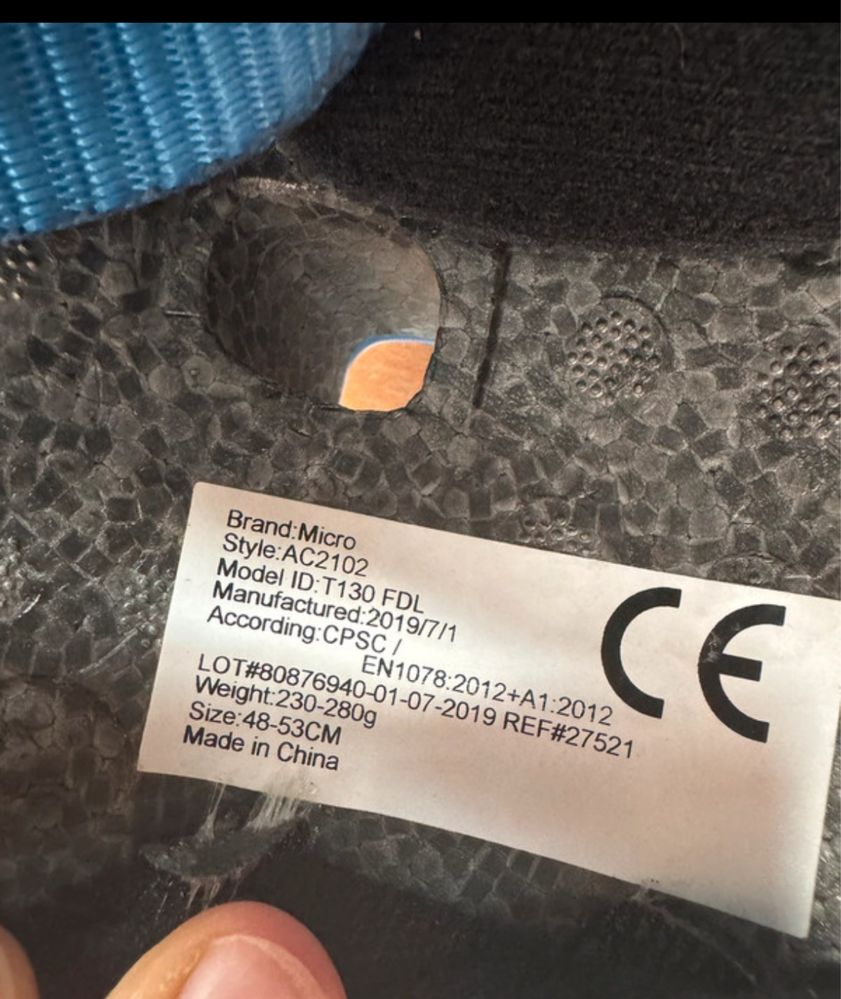 Brand:Micro
Style:AC2102
Model ID:T130 FDL
Manufactured:2019/7/1
According:CPSC /
EN1078:2012+A1:2012
LOT#80876940-01-07-2019 REF#27521
Weight:230-280g
Size:48-53CM
Made in China
CE